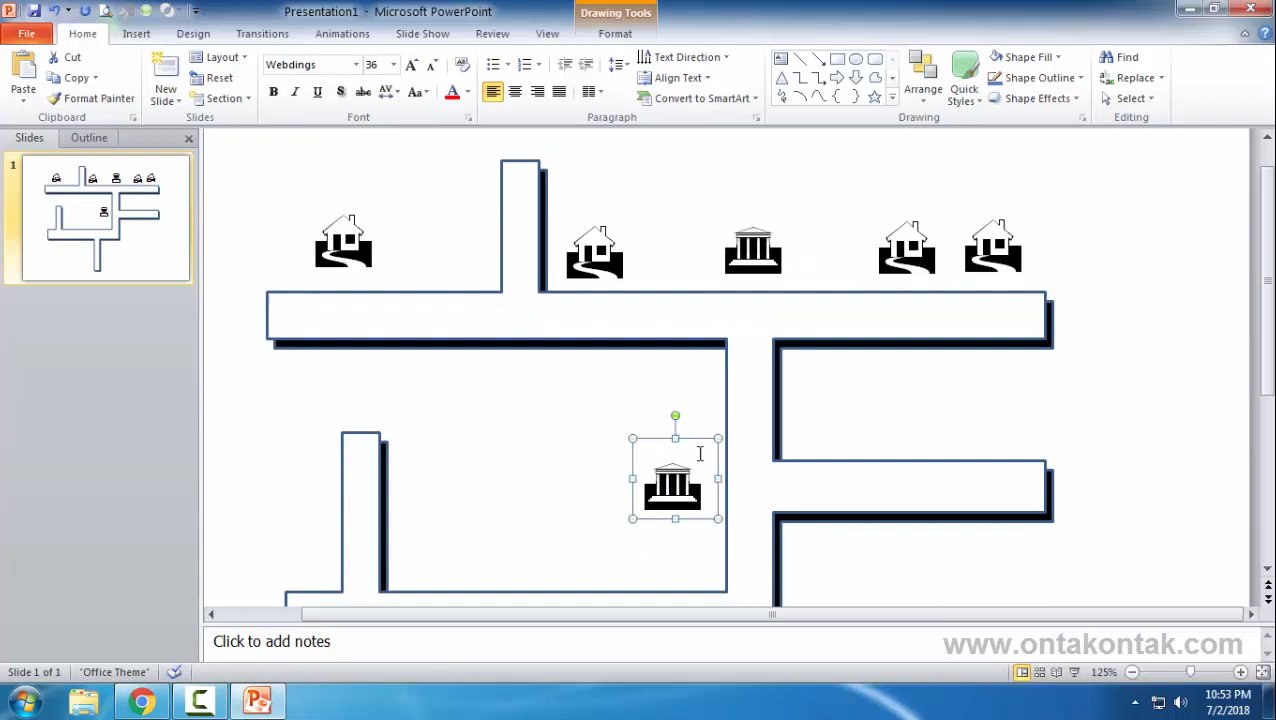 Presentation1 - Microsoft PowerPoint
Drawing Tools
File Home Insert Design Transitions Animations Slide Show Review View Format
Paste
Cut
Copy
Format Painter
Clipboard
New Slide
Layout
Reset
Section
Slides
Webdings 36
B I U S abc AV Aa A
Font
Text Direction
Align Text
Convert to SmartArt
Paragraph
Arrange
Quick Styles
Shape Fill
Shape Outline
Shape Effects
Drawing
Find
Replace
Select
Editing
Slides Outline
1
Click to add notes
www.ontakontak.com
Slide 1 of 1 "Office Theme" 125%
10:53 PM
7/2/2018